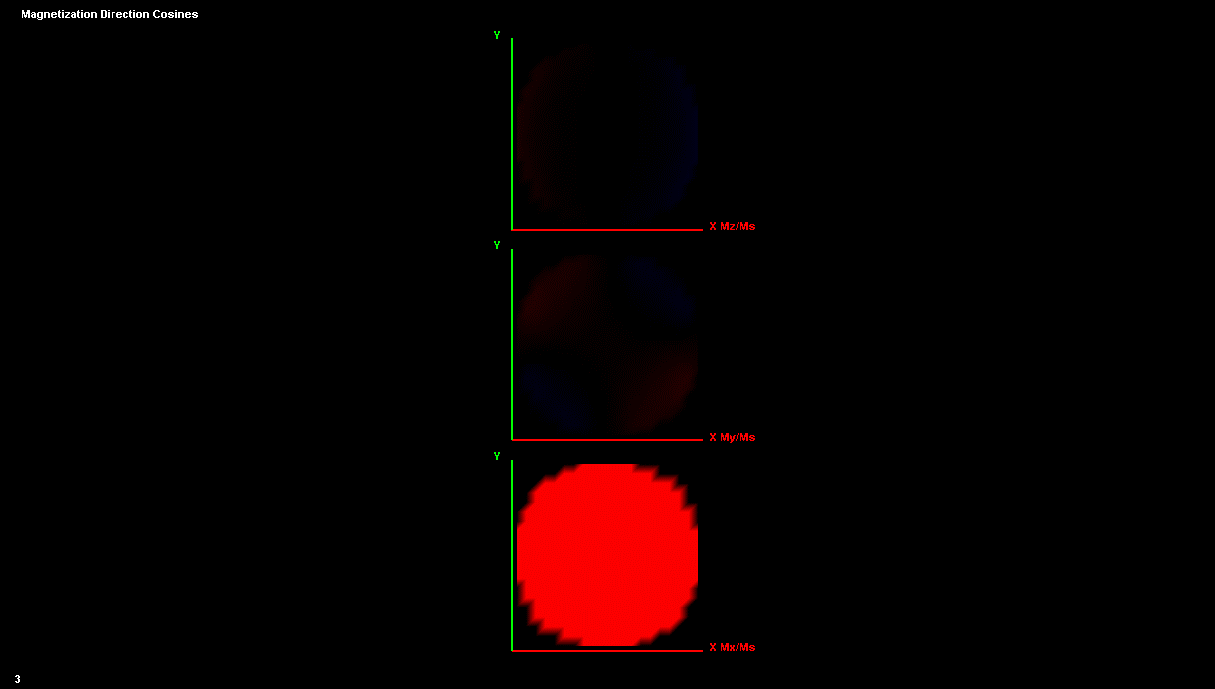 Magnetization Direction Cosines
Y
X Mz/Ms
Y
X My/Ms
Y
X Mx/Ms
3